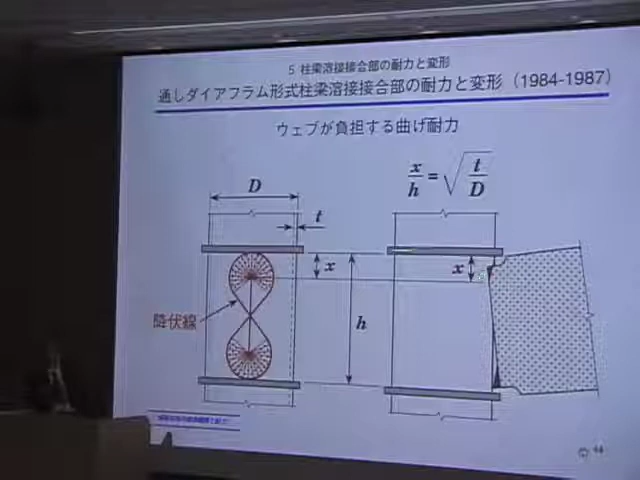 5 柱梁溶接接合部の耐力と変形
通しダイアフラム形式柱梁溶接接合部の耐力と変形（1984-1987）
ウェブが負担する曲げ耐力
x/h = √(t/D)
D
t
x
x
h
降伏線